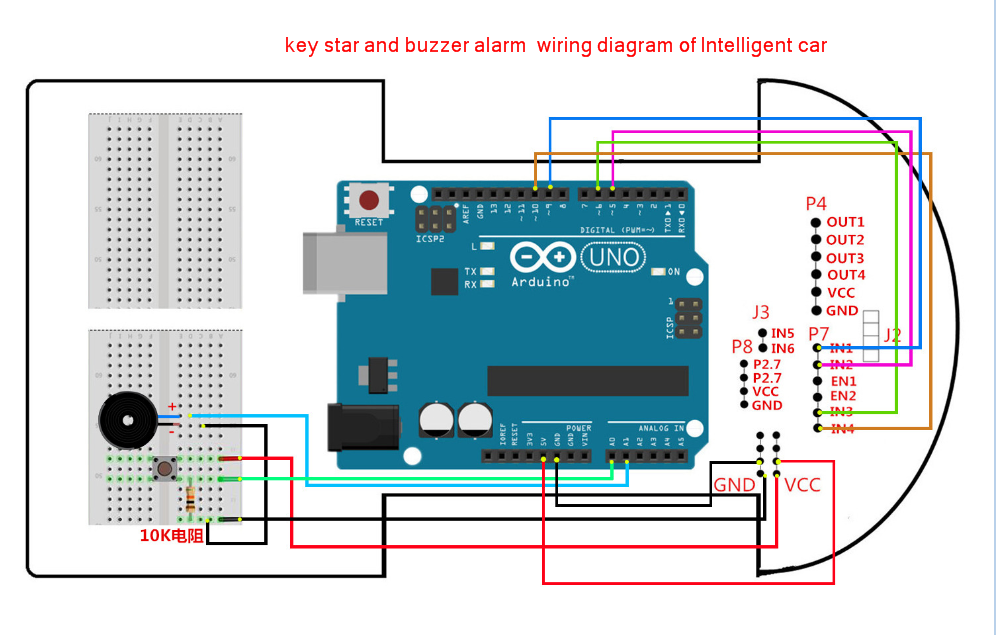 key star and buzzer alarm wiring diagram of Intelligent car
RESET
ICSP2
AREF
GND
13
12
~11
~10
~9
8
7
~6
~5
4
~3
2
TXD▶1
RXD◀0
DIGITAL (PWM=~)
L
TX
RX
Arduino™
UNO
ON
1
ICSP
P4
OUT1
OUT2
OUT3
OUT4
VCC
GND
J3
IN5
IN6
J2
P7
IN1
IN2
EN1
EN2
IN3
IN4
P8
P2.7
P2.7
VCC
GND
+
-
10K电阻
POWER
ANALOG IN
IOREF
RESET
3V3
5V
GND
GND
VIN
A0
A1
A2
A3
A4
A5
GND
VCC